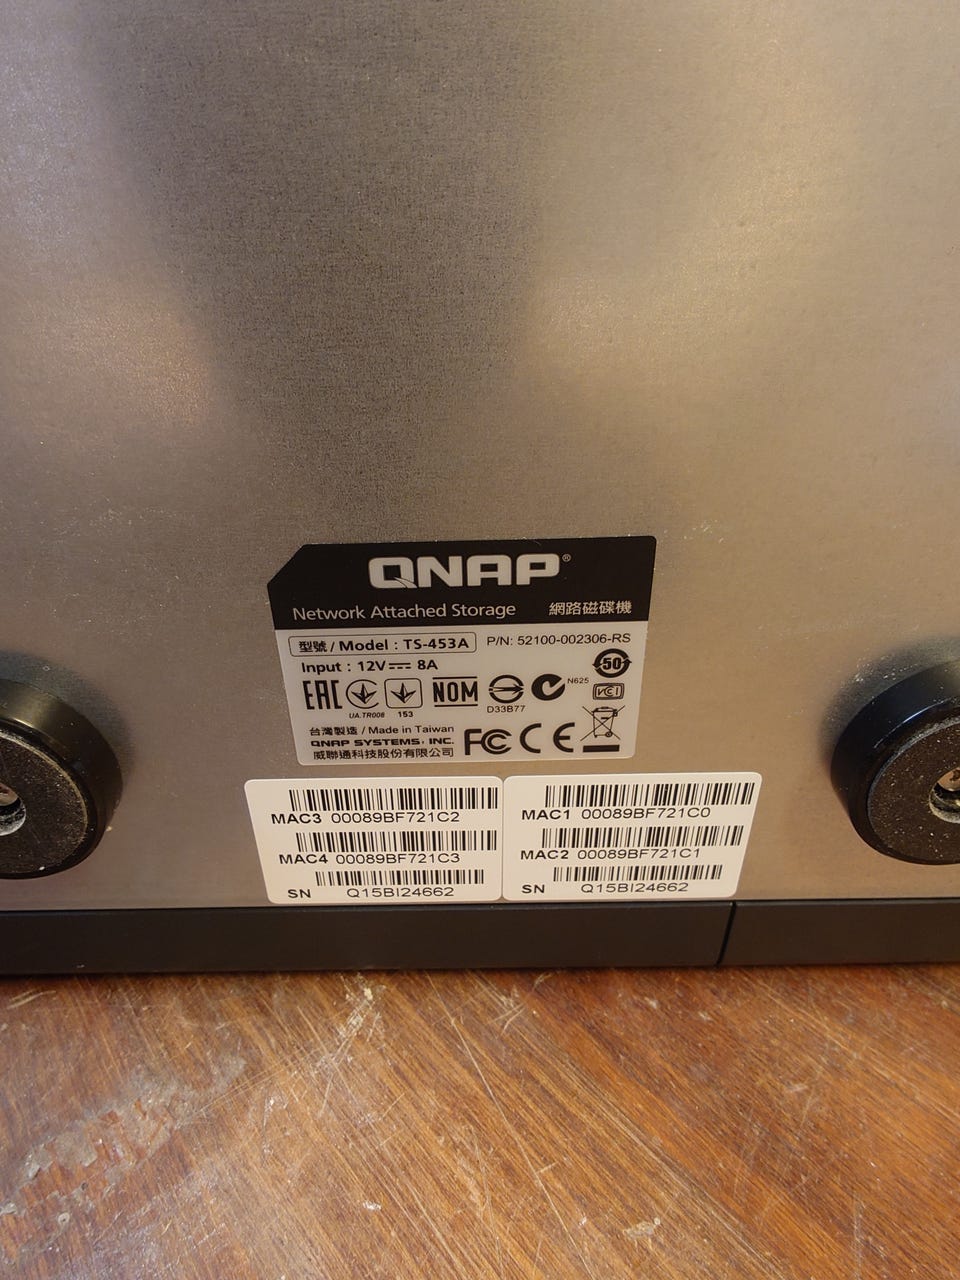 QNAP®
Network Attached Storage 網路磁碟機
型號 / Model : TS-453A P/N: 52100-002306-RS
Input : 12V⎓ 8A
50
EAC NOM N625 VCI
UA.TR008 153 D33B77
台灣製造 / Made in Taiwan
QNAP SYSTEMS, INC.
威聯通科技股份有限公司
FC CE
MAC3 00089BF721C2
MAC4 00089BF721C3
SN Q15BI24662
MAC1 00089BF721C0
MAC2 00089BF721C1
SN Q15BI24662